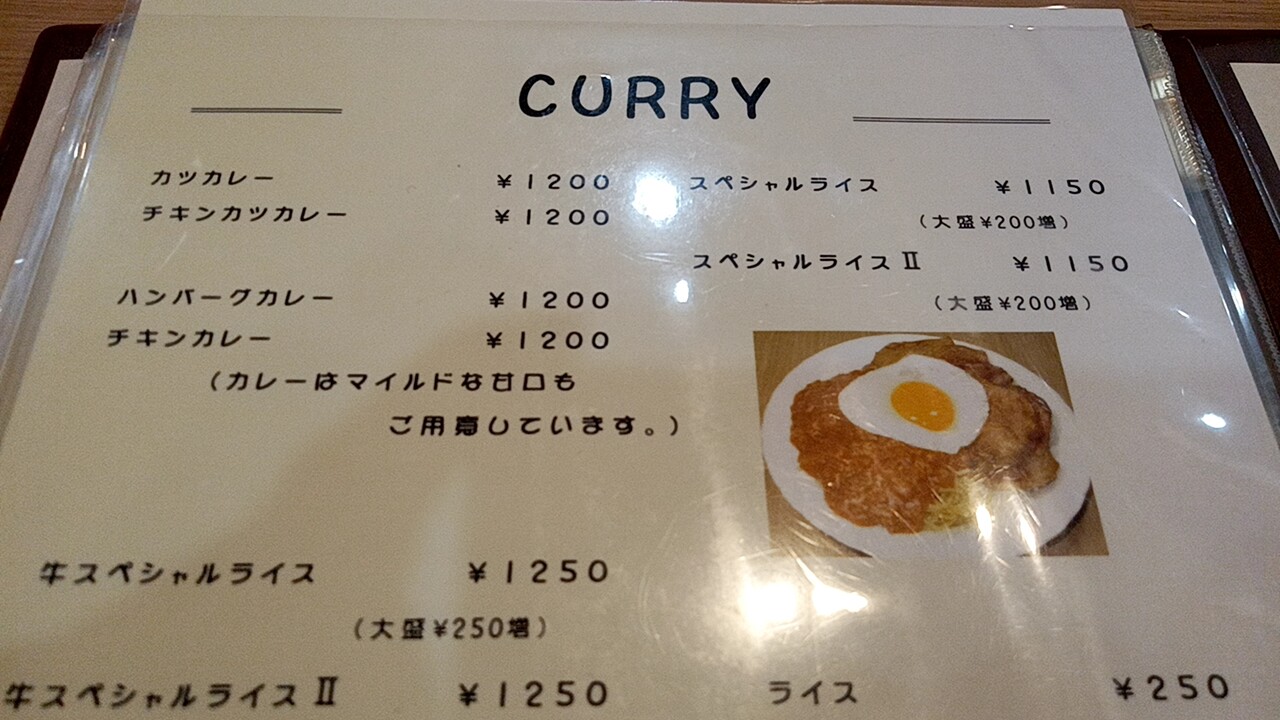 CURRY
カツカレー ¥1200
チキンカツカレー ¥1200
ハンバーグカレー ¥1200
チキンカレー ¥1200
(カレーはマイルドな甘口も
ご用意しています。)
牛スペシャルライス ¥1250
(大盛¥250増)
牛スペシャルライスⅡ ¥1250
スペシャルライス ¥1150
(大盛¥200増)
スペシャルライスⅡ ¥1150
(大盛¥200増)
ライス ¥250